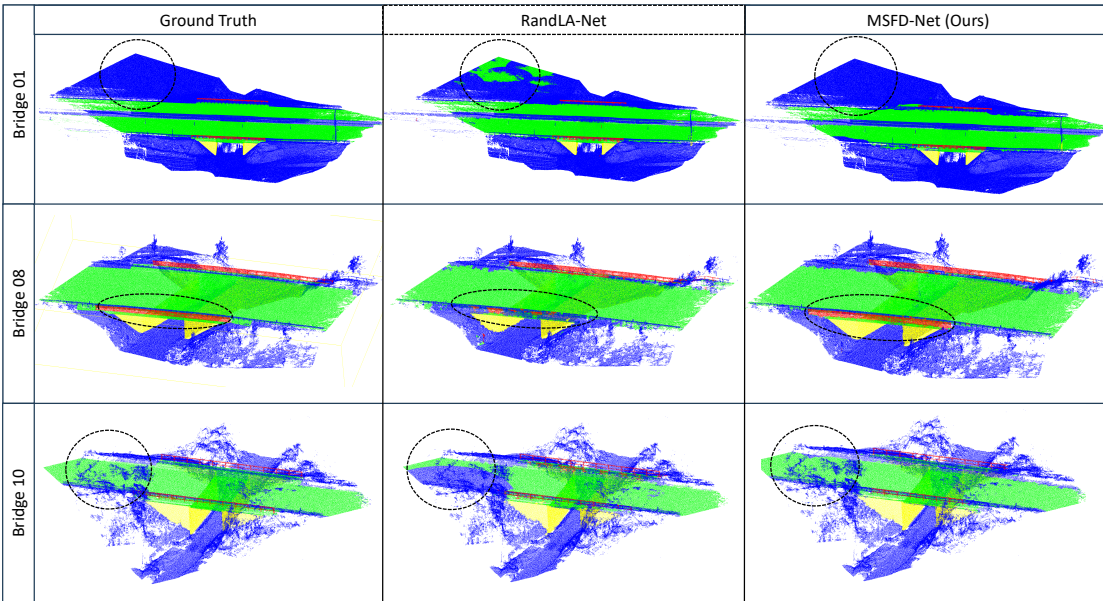 Ground Truth
RandLA-Net
MSFD-Net (Ours)
Bridge 01
Bridge 08
Bridge 10